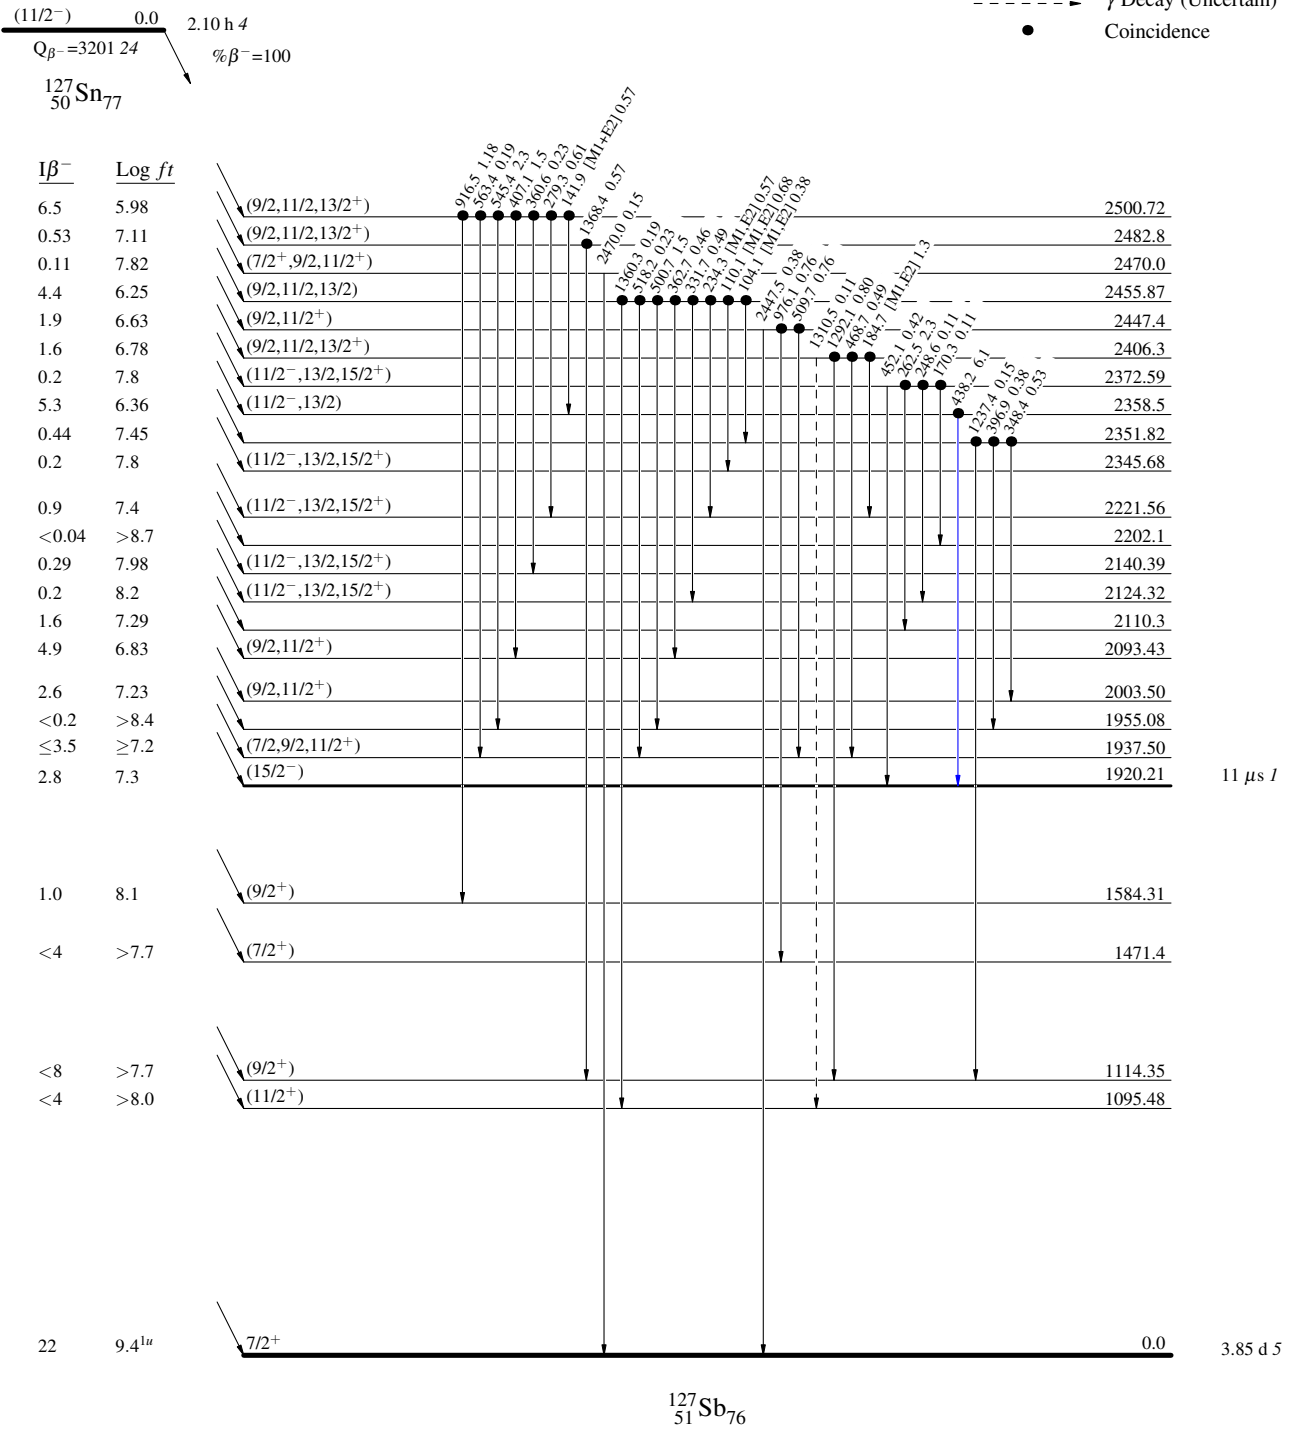 (11/2⁻) 0.0 2.10 h 4
γ Decay (Uncertain)
Qβ⁻=3201 24
%β⁻=100
Coincidence
¹²⁷₅₀Sn₇₇
Iβ⁻ Log ft
916.5 1.18
563.4 0.19
545.4 2.3
407.1 1.5
360.6 0.23
279.3 0.61
141.9 [M1+E2] 0.57
1368.4 0.57
2470.0 0.15
1360.3 0.19
518.2 0.23
500.7 1.5
362.7 0.46
331.7 0.49
234.3 [M1,E2] 0.57
110.1 [M1,E2] 0.68
104.1 [M1,E2] 0.38
2447.5 0.38
976.1 0.76
509.7 0.76
1310.5 0.11
1292.1 0.80
468.7 0.49
184.7 [M1,E2] 1.3
452.1 0.42
262.5 2.3
248.6 0.11
170.3 0.11
438.2 6.1
1237.4 0.15
396.9 0.38
348.4 0.53
6.5 5.98 (9/2,11/2,13/2⁺) 2500.72
0.53 7.11 (9/2,11/2,13/2⁺) 2482.8
0.11 7.82 (7/2⁺,9/2,11/2⁺) 2470.0
4.4 6.25 (9/2,11/2,13/2) 2455.87
1.9 6.63 (9/2,11/2⁺) 2447.4
1.6 6.78 (9/2,11/2,13/2⁺) 2406.3
0.2 7.8 (11/2⁻,13/2,15/2⁺) 2372.59
5.3 6.36 (11/2⁻,13/2) 2358.5
0.44 7.45 2351.82
0.2 7.8 (11/2⁻,13/2,15/2⁺) 2345.68
0.9 7.4 (11/2⁻,13/2,15/2⁺) 2221.56
<0.04 >8.7 2202.1
0.29 7.98 (11/2⁻,13/2,15/2⁺) 2140.39
0.2 8.2 (11/2⁻,13/2,15/2⁺) 2124.32
1.6 7.29 2110.3
4.9 6.83 (9/2,11/2⁺) 2093.43
2.6 7.23 (9/2,11/2⁺) 2003.50
<0.2 >8.4 1955.08
≤3.5 ≥7.2 (7/2,9/2,11/2⁺) 1937.50
2.8 7.3 (15/2⁻) 1920.21 11 μs 1
1.0 8.1 (9/2⁺) 1584.31
<4 >7.7 (7/2⁺) 1471.4
<8 >7.7 (9/2⁺) 1114.35
<4 >8.0 (11/2⁺) 1095.48
22 9.4¹ᵘ 7/2⁺ 0.0 3.85 d 5
¹²⁷₅₁Sb₇₆